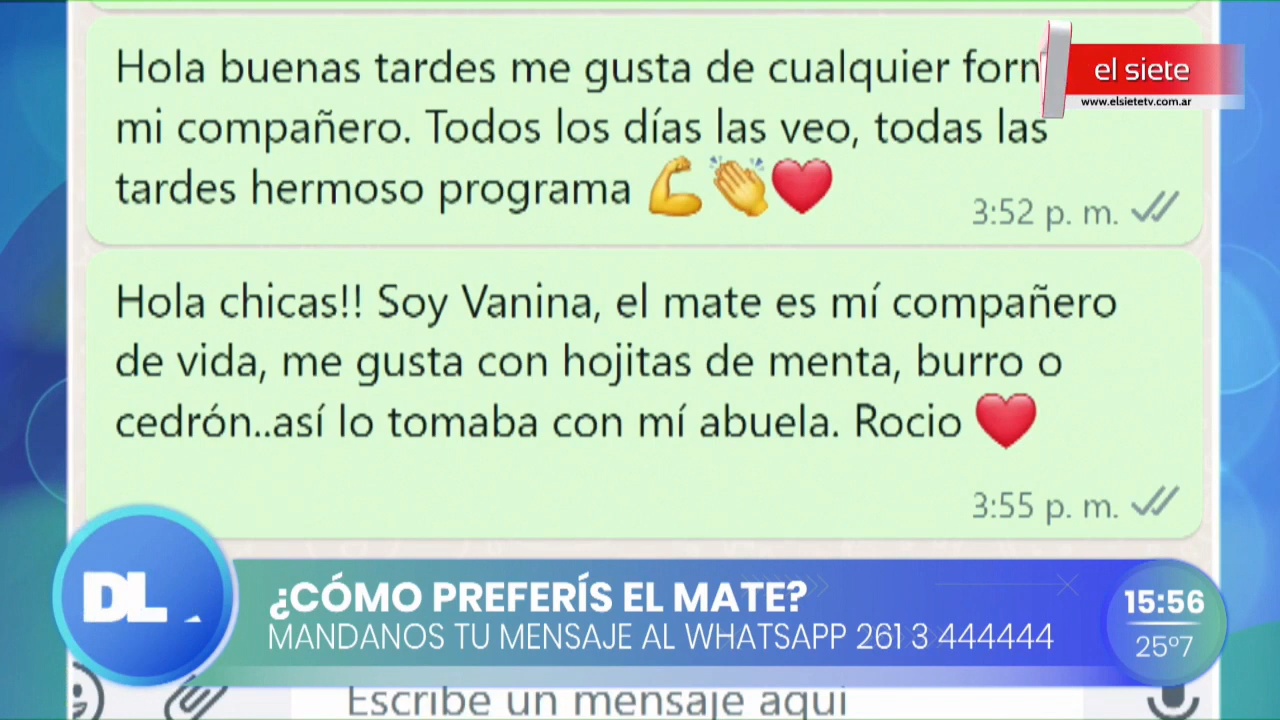 Hola buenas tardes me gusta de cualquier
mi compañero. Todos los días las veo, todas las
tardes hermoso programa 💪👏❤️
3:52 p. m.
Hola chicas!! Soy Vanina, el mate es mí compañero
de vida, me gusta con hojitas de menta, burro o
cedrón..así lo tomaba con mí abuela. Rocio ❤️
3:55 p. m.
el siete
www.elsietetv.com.ar
DL
¿CÓMO PREFERÍS EL MATE?
MANDANOS TU MENSAJE AL WHATSAPP 261 3 444444
15:56
25º7
Escribe un mensaje aquí